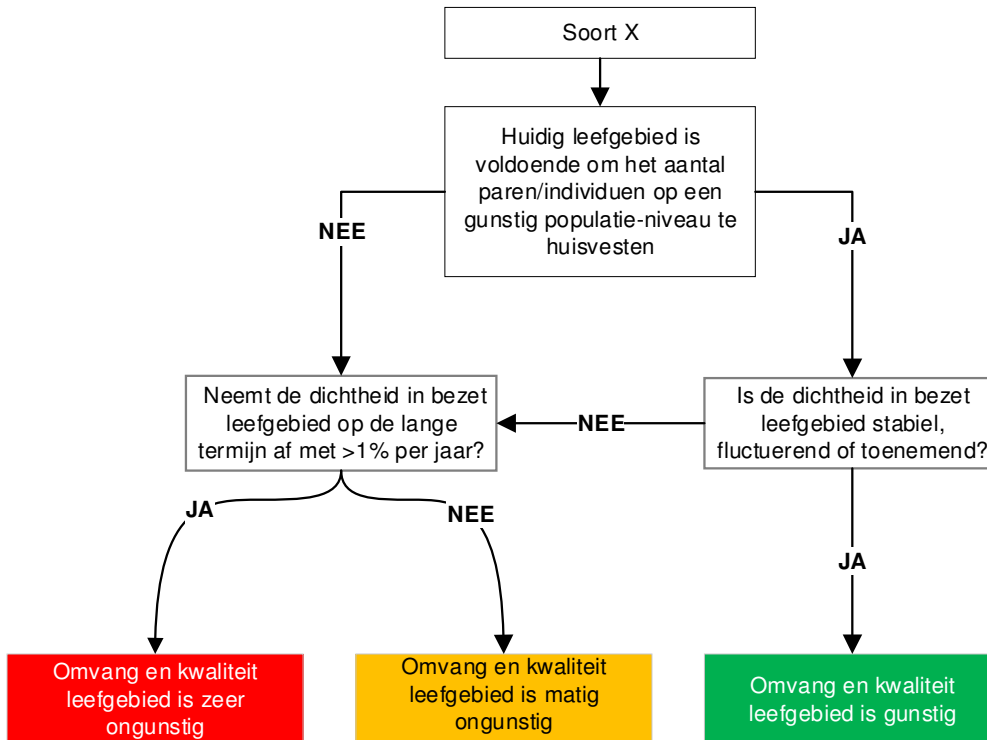 Soort X
Huidig leefgebied is
voldoende om het aantal
paren/individuen op een
gunstig populatie-niveau te
huisvesten
NEE
JA
Neemt de dichtheid in bezet
leefgebied op de lange
termijn af met >1% per jaar?
NEE
Is de dichtheid in bezet
leefgebied stabiel,
fluctuerend of toenemend?
JA
NEE
JA
Omvang en kwaliteit
leefgebied is zeer
ongunstig
Omvang en kwaliteit
leefgebied is matig
ongunstig
Omvang en kwaliteit
leefgebied is gunstig